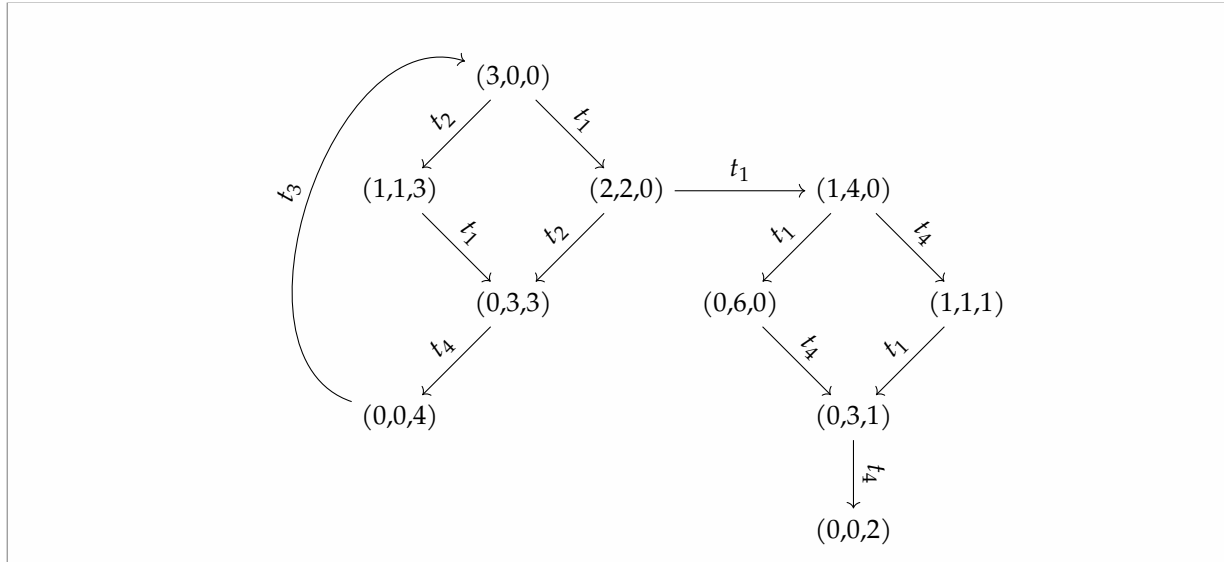 (3,0,0)
t₂
t₁
t₃
(1,1,3)
(2,2,0)
t₁
(1,4,0)
t₁
t₂
t₁
t₄
(0,3,3)
(0,6,0)
(1,1,1)
t₄
t₄
t₁
(0,0,4)
(0,3,1)
t₄
(0,0,2)